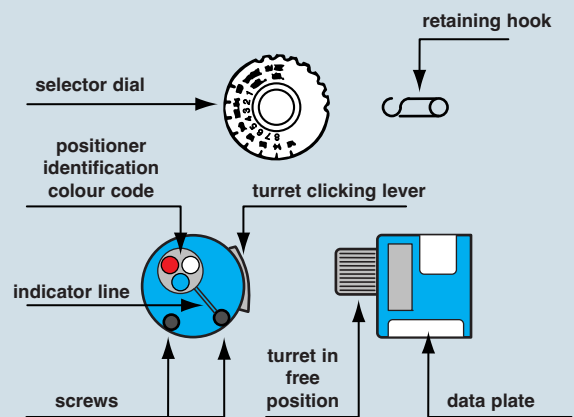 retaining hook
selector dial
positioner
identification
colour code
turret clicking lever
indicator line
screws
turret in
free
position
data plate